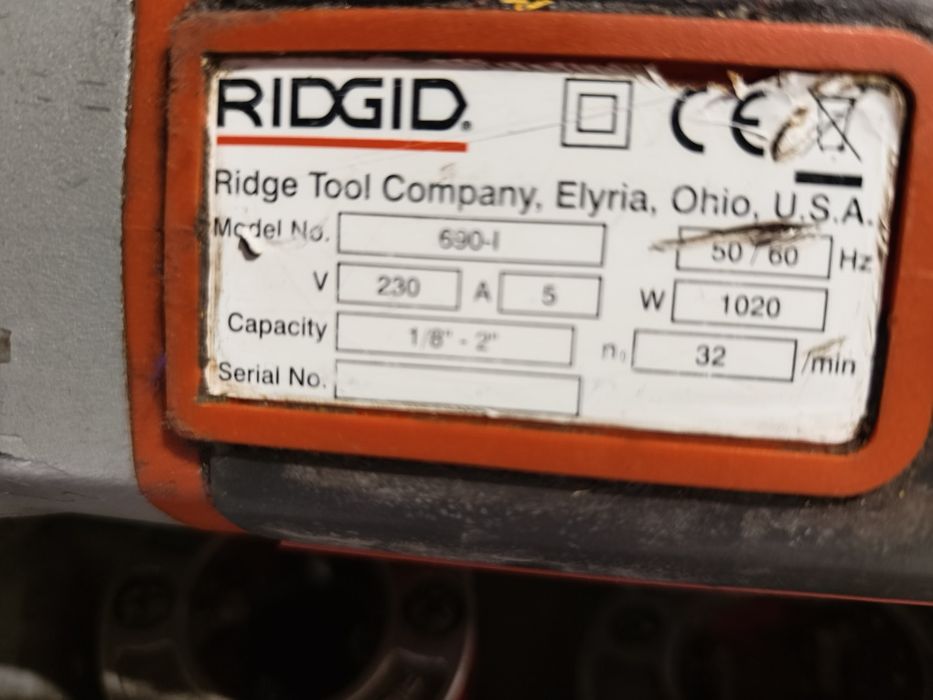 RIDGID®
CE
Ridge Tool Company, Elyria, Ohio, U.S.A.
Model No. 690-I 50 / 60 Hz
V 230 A 5 W 1020
Capacity 1/8" - 2" n₀ 32 /min
Serial No.